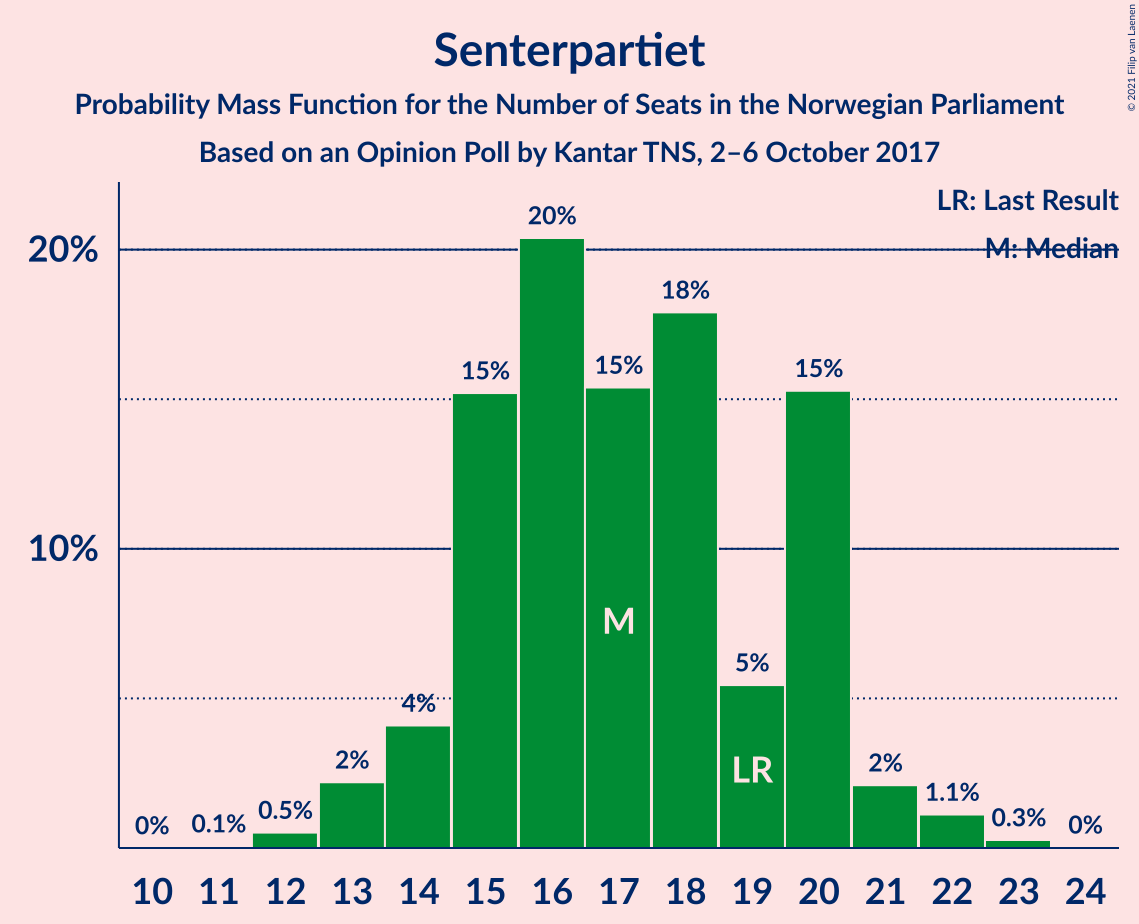 Senterpartiet
Probability Mass Function for the Number of Seats in the Norwegian Parliament
Based on an Opinion Poll by Kantar TNS, 2–6 October 2017
© 2021 Filip van Laenen
LR: Last Result
M: Median
20%
10%
0%
0.1%
0.5%
2%
4%
15%
20%
15%
18%
5%
15%
2%
1.1%
0.3%
0%
M
LR
10 11 12 13 14 15 16 17 18 19 20 21 22 23 24